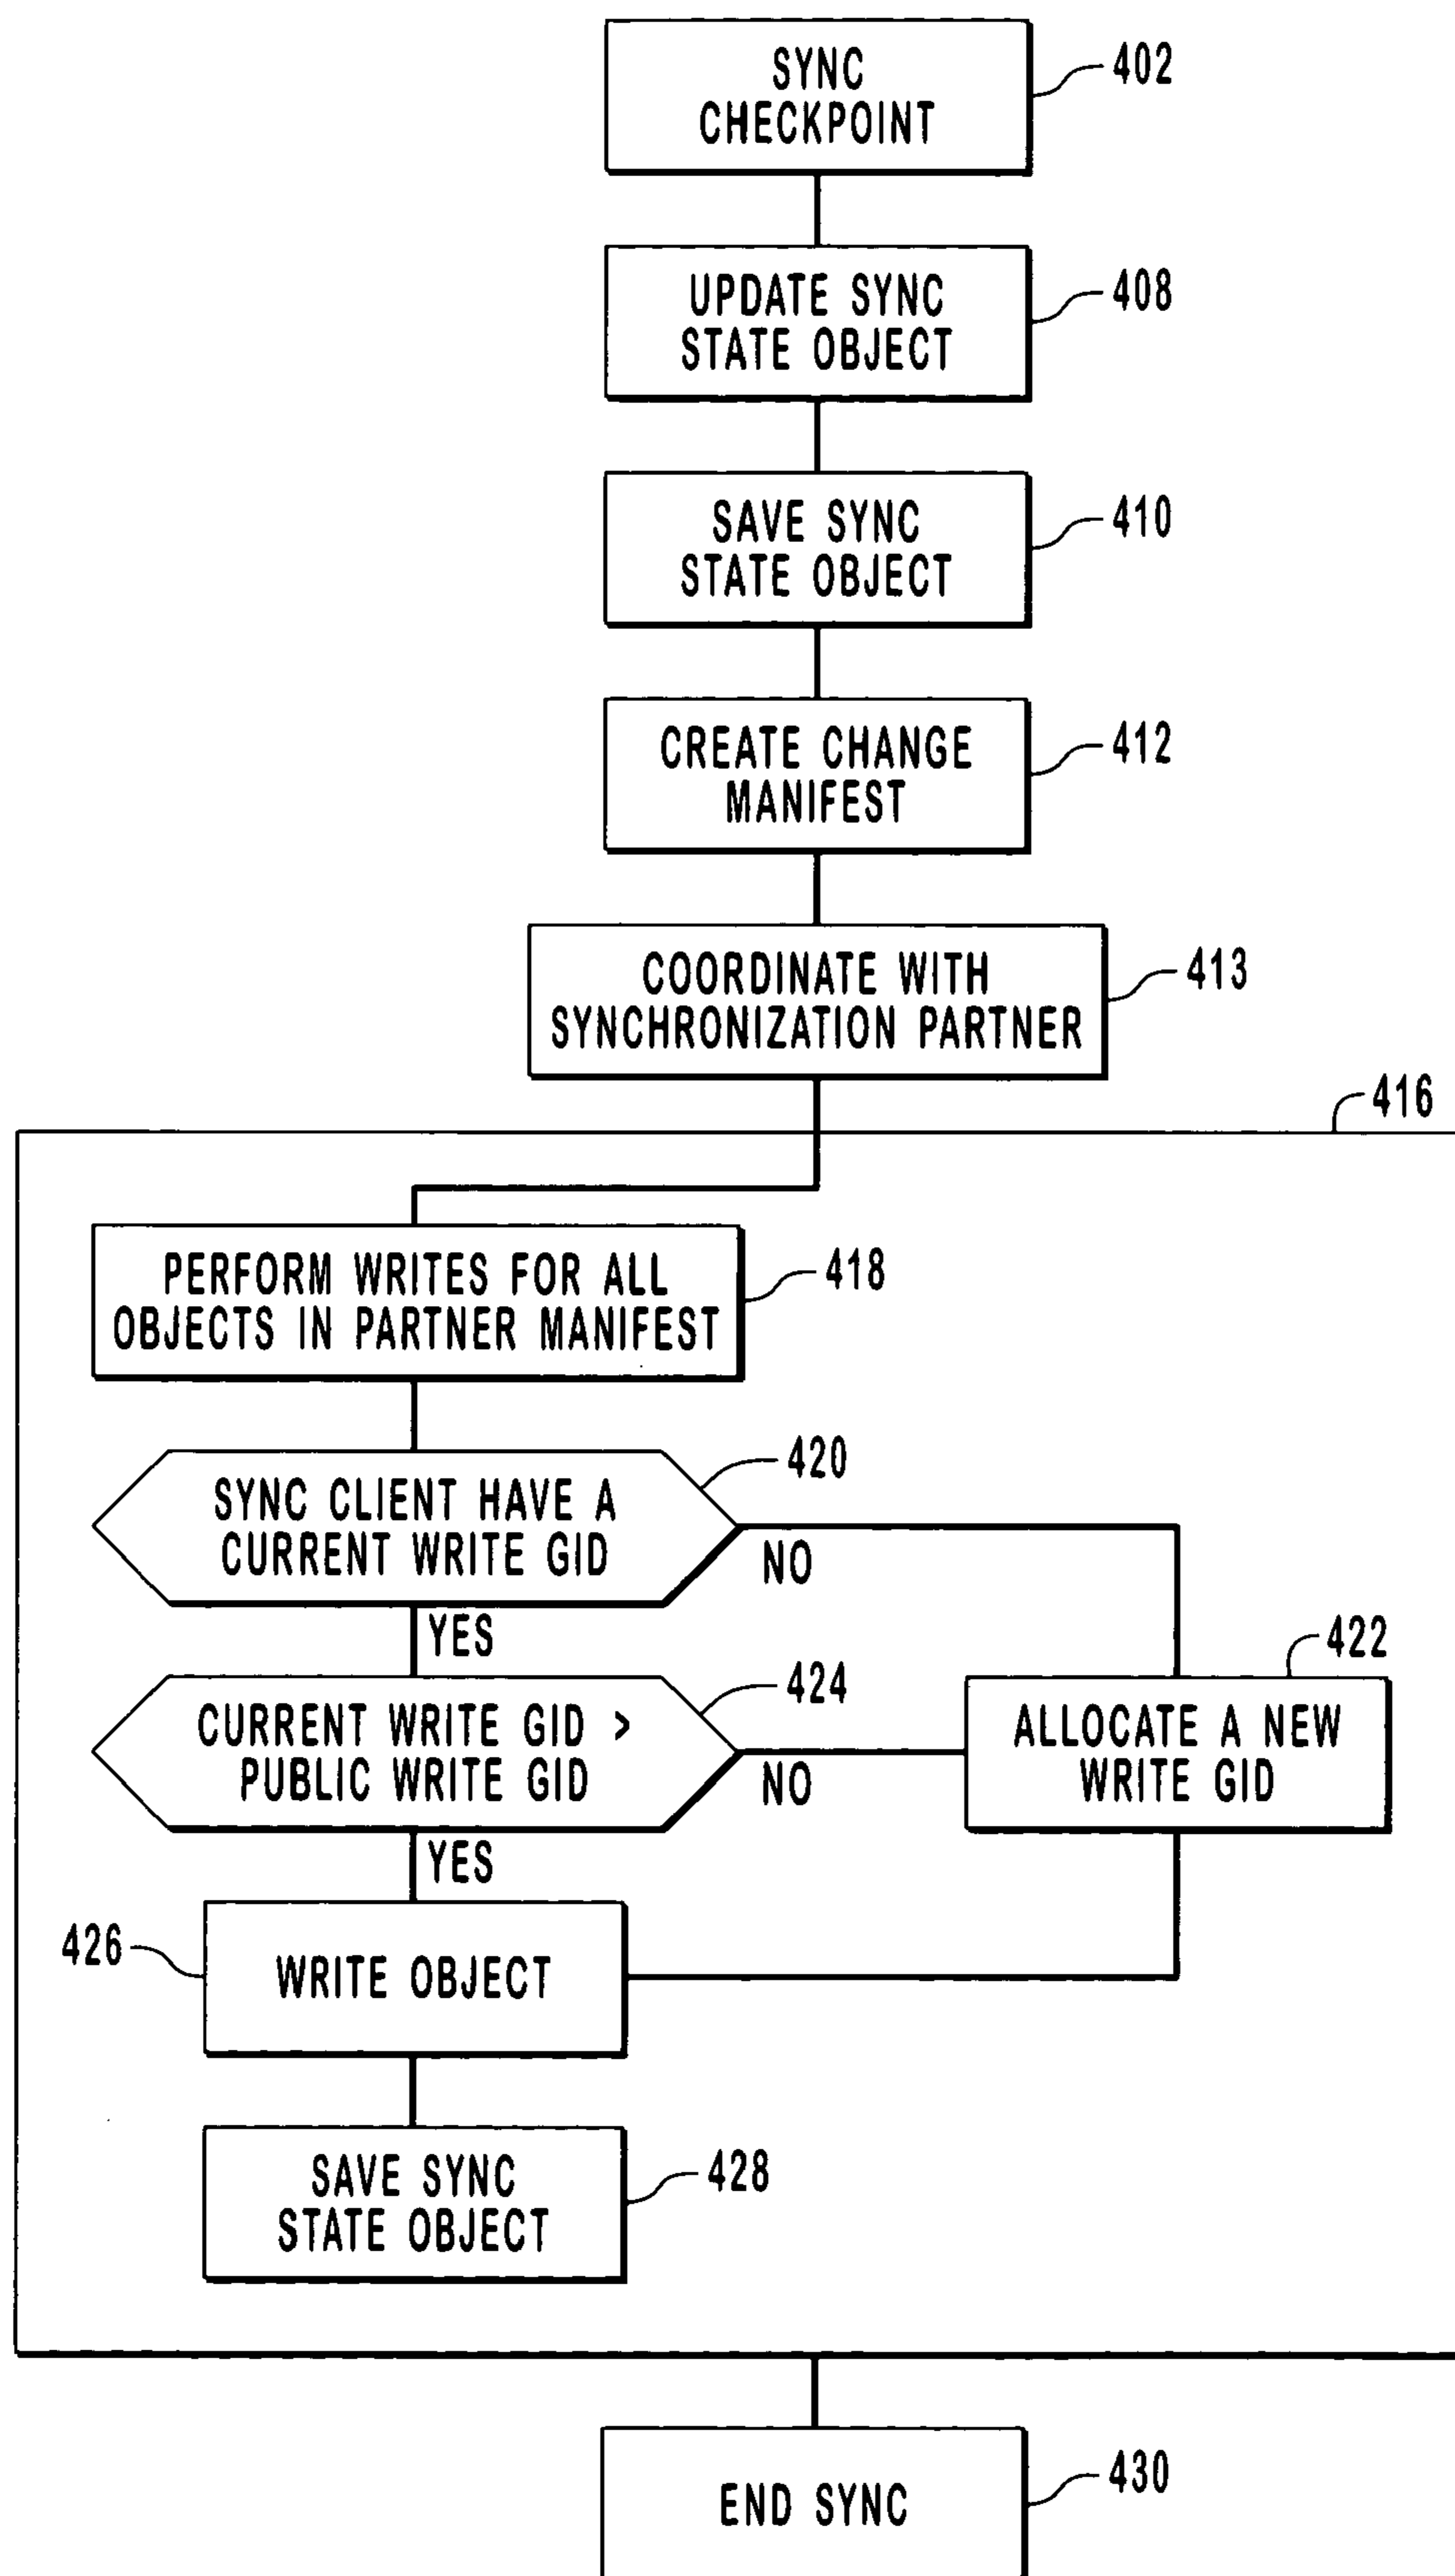 SYNC
CHECKPOINT
402
UPDATE SYNC
STATE OBJECT
408
SAVE SYNC
STATE OBJECT
410
CREATE CHANGE
MANIFEST
412
COORDINATE WITH
SYNCHRONIZATION PARTNER
413
416
PERFORM WRITES FOR ALL
OBJECTS IN PARTNER MANIFEST
418
SYNC CLIENT HAVE A
CURRENT WRITE GID
420
NO
YES
CURRENT WRITE GID >
PUBLIC WRITE GID
424
NO
ALLOCATE A NEW
WRITE GID
422
YES
WRITE OBJECT
426
SAVE SYNC
STATE OBJECT
428
END SYNC
430